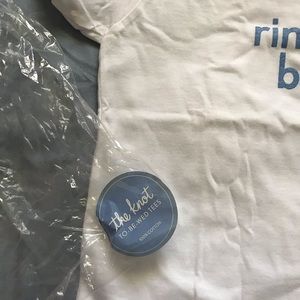 rin
b
the knot
TO-BE-WED TEES
100% COTTON